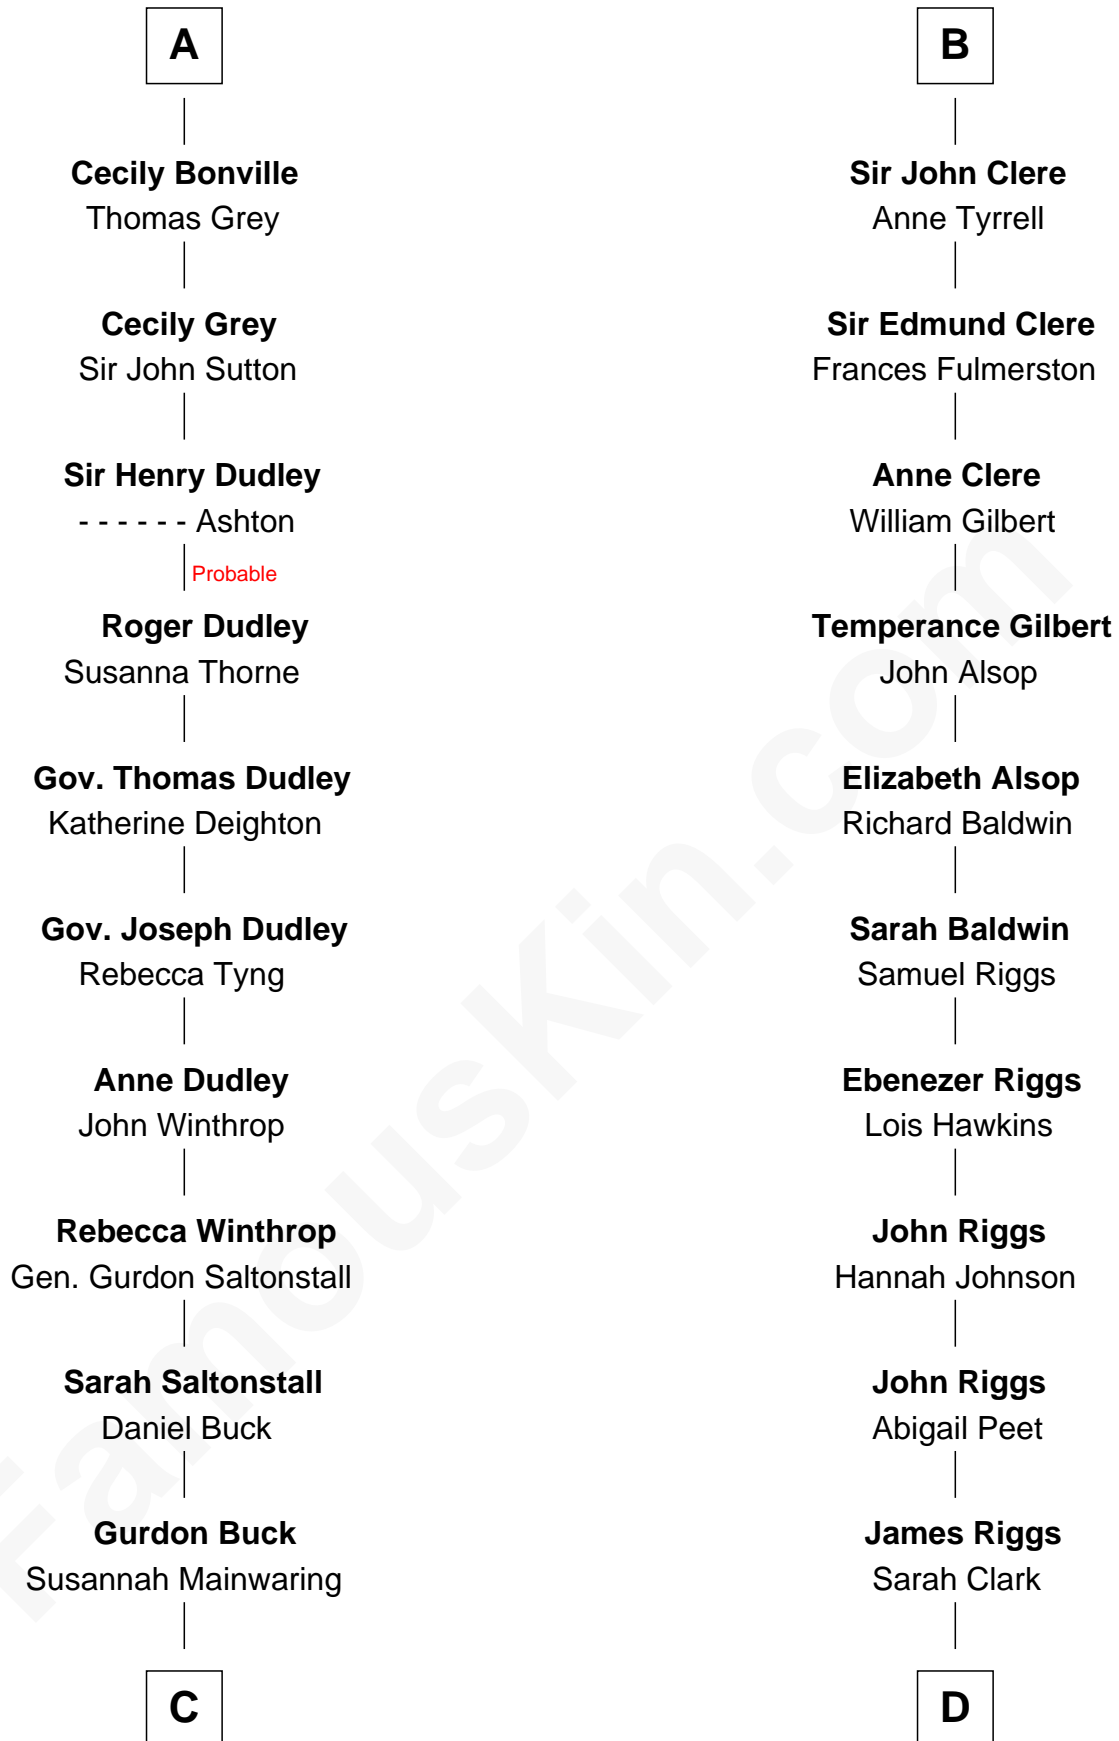 A
Cecily Bonville
Thomas Grey
Cecily Grey
Sir John Sutton
Sir Henry Dudley
- - - - - - Ashton
Probable
Roger Dudley
Susanna Thorne
Gov. Thomas Dudley
Katherine Deighton
Gov. Joseph Dudley
Rebecca Tyng
Anne Dudley
John Winthrop
Rebecca Winthrop
Gen. Gurdon Saltonstall
Sarah Saltonstall
Daniel Buck
Gurdon Buck
Susannah Mainwaring
C
B
Sir John Clere
Anne Tyrrell
Sir Edmund Clere
Frances Fulmerston
Anne Clere
William Gilbert
Temperance Gilbert
John Alsop
Elizabeth Alsop
Richard Baldwin
Sarah Baldwin
Samuel Riggs
Ebenezer Riggs
Lois Hawkins
John Riggs
Hannah Johnson
John Riggs
Abigail Peet
James Riggs
Sarah Clark
D
FamousKin.com